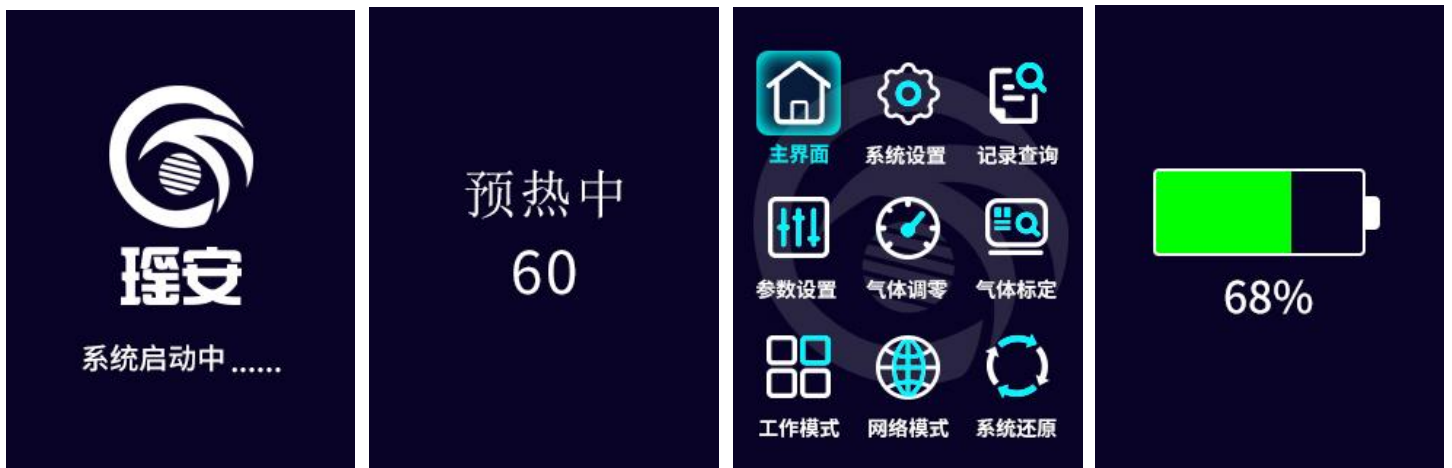 瑶安
系统启动中......
预热中
60
主界面
系统设置
记录查询
参数设置
气体调零
气体标定
工作模式
网络模式
系统还原
68%